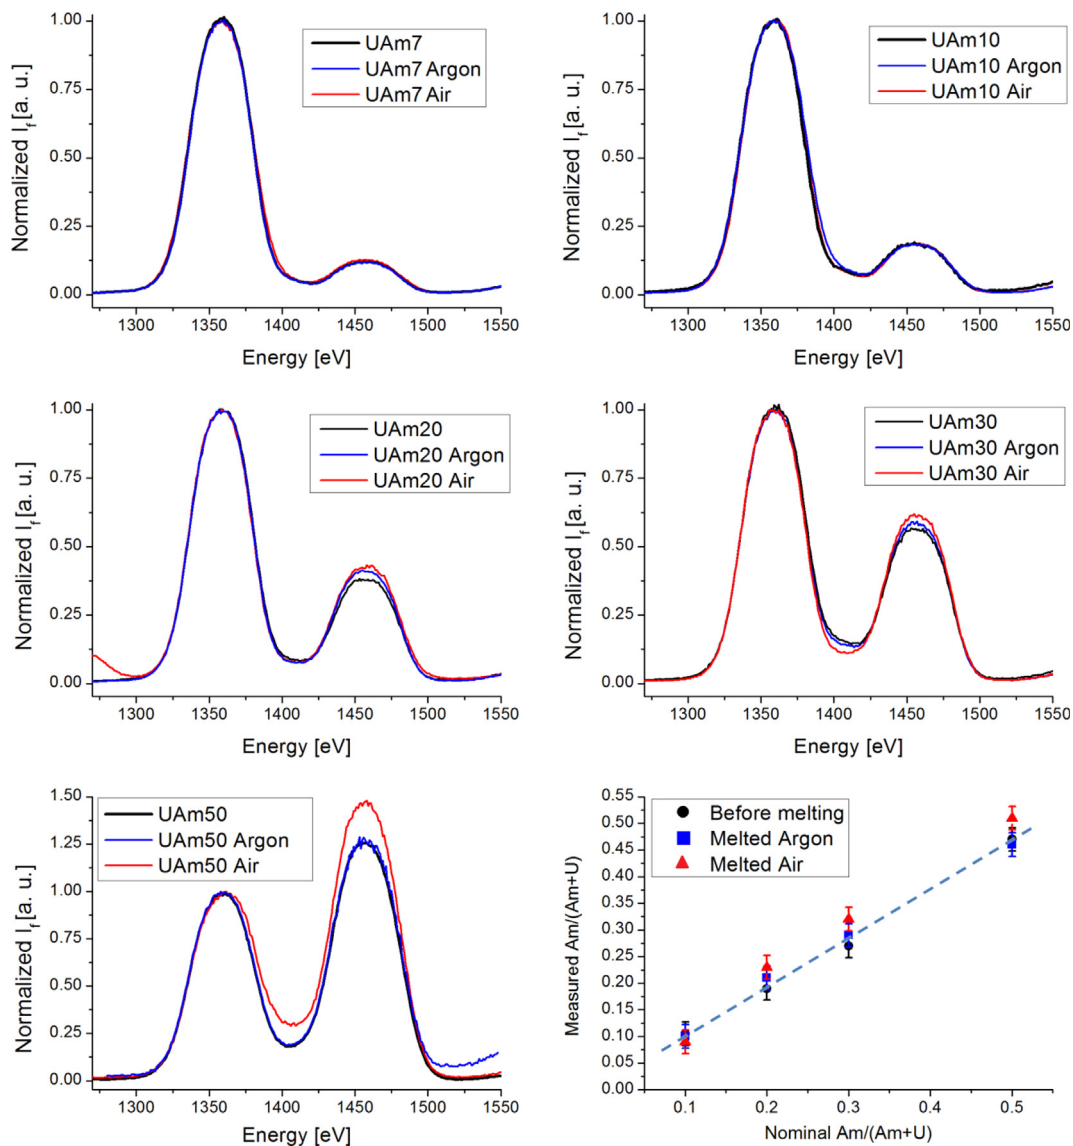 1.00
0.75
0.50
0.25
0.00
Normalized I_f [a. u.]
UAm7
UAm7 Argon
UAm7 Air
1300 1350 1400 1450 1500 1550
Energy [eV]
1.00
0.75
0.50
0.25
0.00
Normalized I_f [a. u.]
UAm10
UAm10 Argon
UAm10 Air
1300 1350 1400 1450 1500 1550
Energy [eV]
1.00
0.75
0.50
0.25
0.00
Normalized I_f [a. u.]
UAm20
UAm20 Argon
UAm20 Air
1300 1350 1400 1450 1500 1550
Energy [eV]
1.00
0.75
0.50
0.25
0.00
Normalized I_f [a. u.]
UAm30
UAm30 Argon
UAm30 Air
1300 1350 1400 1450 1500 1550
Energy [eV]
1.50
1.25
1.00
0.75
0.50
0.25
0.00
Normalized I_f [a. u.]
UAm50
UAm50 Argon
UAm50 Air
1300 1350 1400 1450 1500 1550
Energy [eV]
0.55
0.50
0.45
0.40
0.35
0.30
0.25
0.20
0.15
0.10
0.05
0.00
Measured Am/(Am+U)
Before melting
Melted Argon
Melted Air
0.1 0.2 0.3 0.4 0.5
Nominal Am/(Am+U)